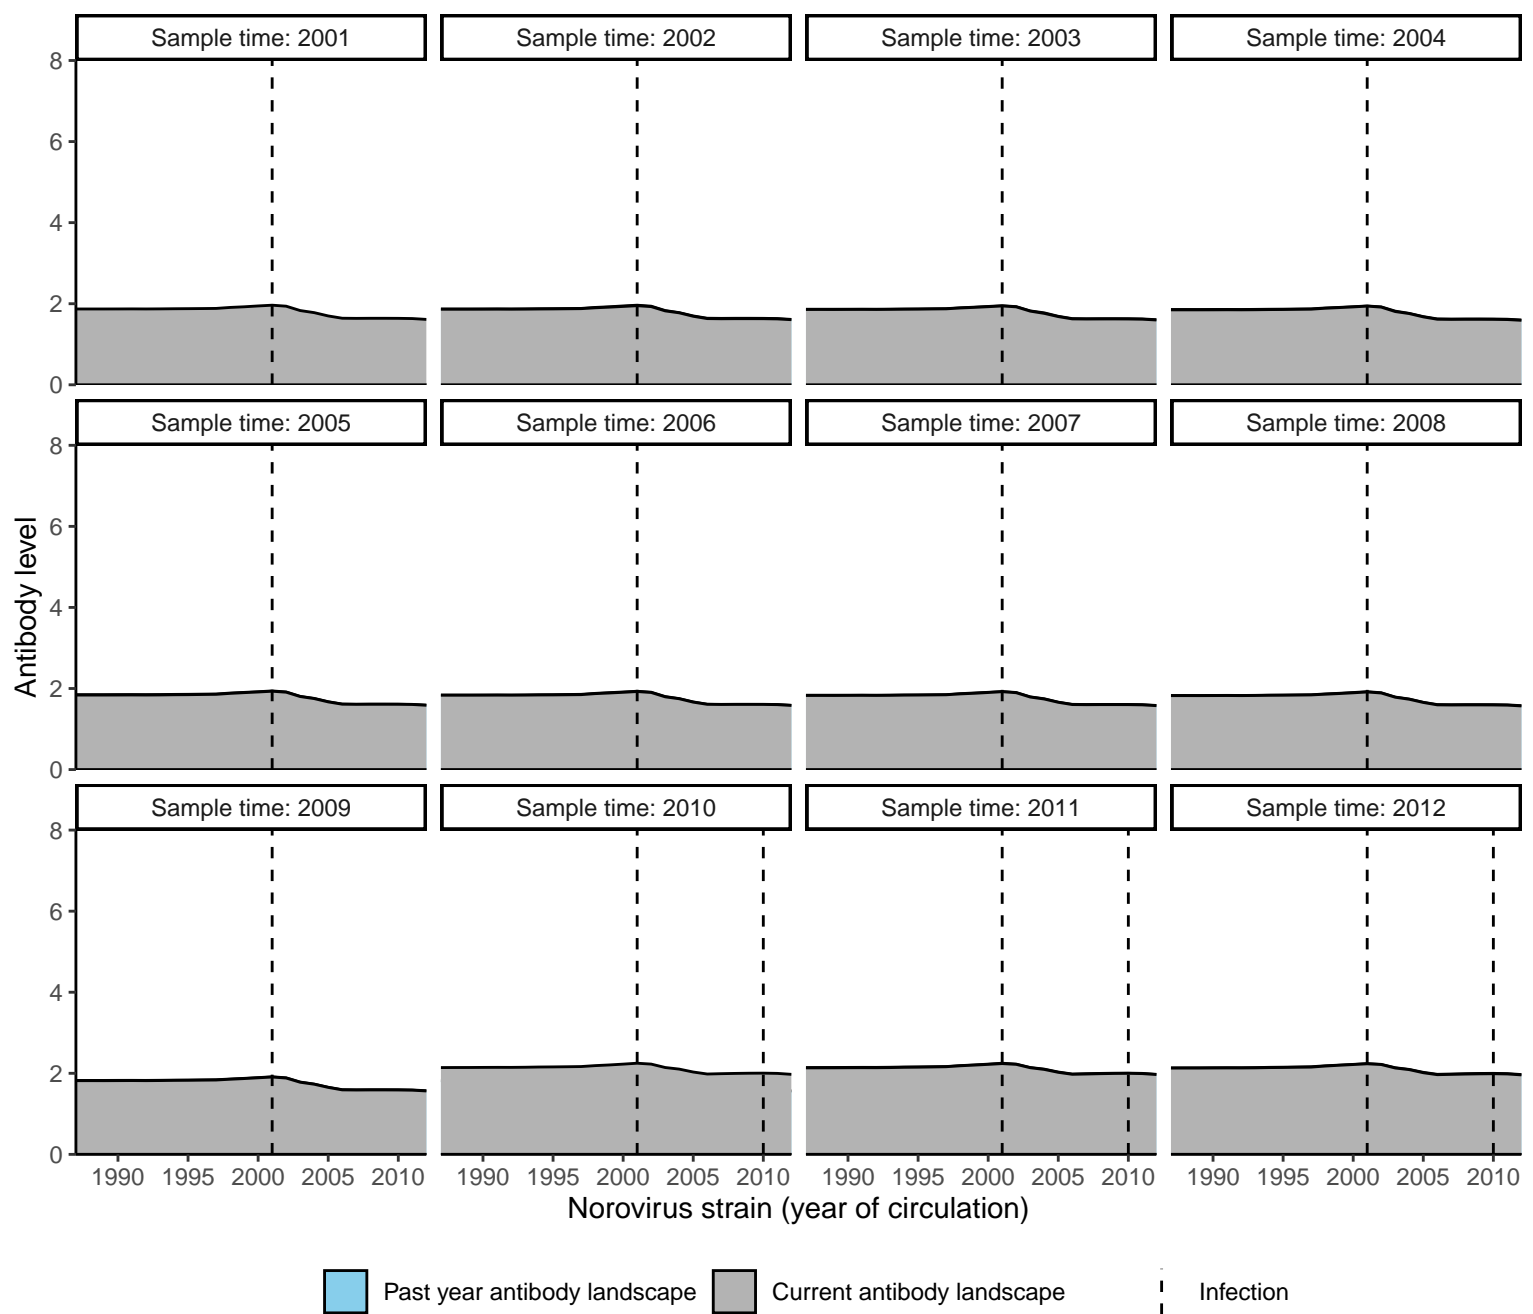 Sample time: 2001 Sample time: 2002 Sample time: 2003 Sample time: 2004
8
6
4
2
0
Sample time: 2005 Sample time: 2006 Sample time: 2007 Sample time: 2008
8
6
4
2
0
Antibody level
Sample time: 2009 Sample time: 2010 Sample time: 2011 Sample time: 2012
8
6
4
2
0
1990 1995 2000 2005 2010 1990 1995 2000 2005 2010 1990 1995 2000 2005 2010 1990 1995 2000 2005 2010
Norovirus strain (year of circulation)
Past year antibody landscape Current antibody landscape Infection